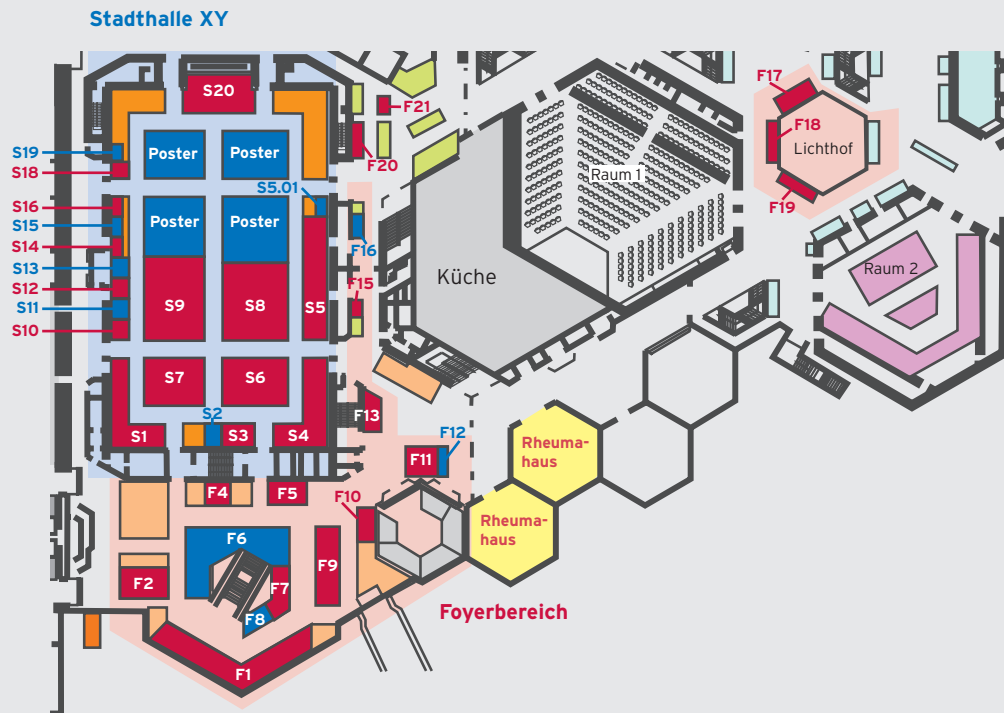 Stadthalle XY
S20
F17
F21
F18
Lichthof
S19
Poster
Poster
S18
F20
Raum 1
S5.01
F19
S16
S15
Poster
Poster
S14
F16
S13
Raum 2
S12
Küche
F15
S11
S9
S8
S5
S10
S7
S6
S2
F13
S1
S3
S4
F12
Rheuma-
haus
F11
F4
F5
F10
Rheuma-
haus
F6
F9
F2
F7
F8
Foyerbereich
F1